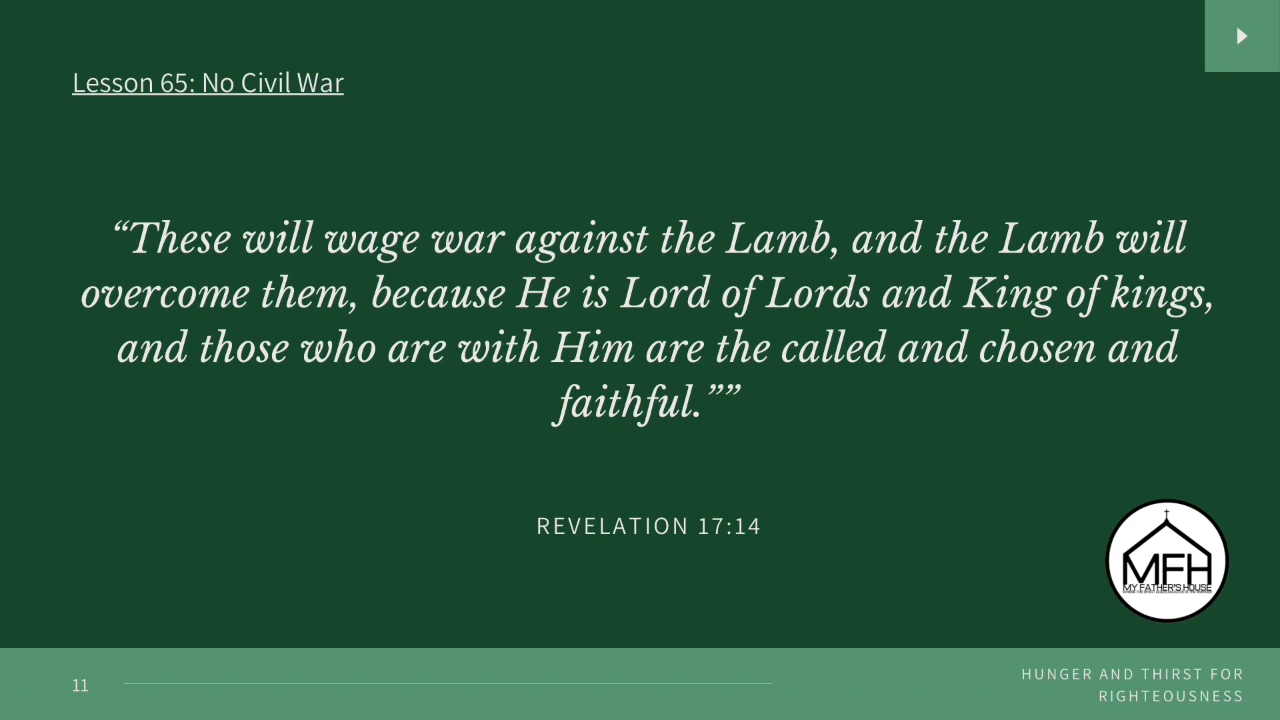 Lesson 65: No Civil War
“These will wage war against the Lamb, and the Lamb will
overcome them, because He is Lord of Lords and King of kings,
and those who are with Him are the called and chosen and
faithful.””
REVELATION 17:14
MFH
MY FATHER'S HOUSE
11
HUNGER AND THIRST FOR
RIGHTEOUSNESS